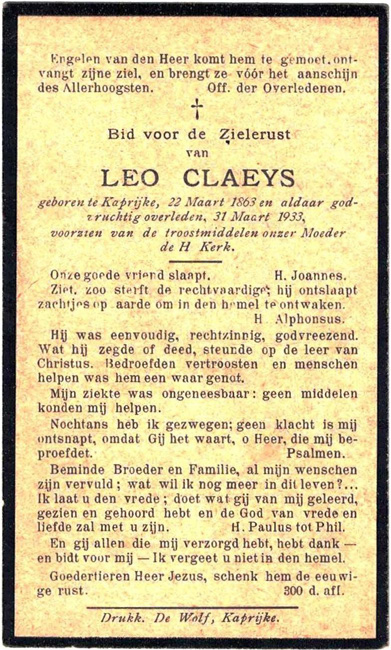 Engelen van den Heer komt hem te gemoet, ont-
vangt zijne ziel, en brengt ze vóór het aanschijn
des Allerhoogsten. Off. der Overledenen.
Bid voor de Zielerust
van
LEO CLAEYS
geboren te Kaprijke, 22 Maart 1863 en aldaar god-
vruchtig overleden, 31 Maart 1933,
voorzien van de troostmiddelen onzer Moeder
de H Kerk.
Onze goede vriend slaapt. H. Joannes.
Ziet, zoo sterft de rechtvaardige; hij ontslaapt
zachtjes op aarde om in den hemel te ontwaken.
H Alphonsus.
Hij was eenvoudig, rechtzinnig, godvreezend.
Wat hij zegde of deed, steunde op de leer van
Christus. Bedroefden vertroosten en menschen
helpen was hem een waar genot.
Mijn ziekte was ongeneesbaar: geen middelen
konden mij helpen.
Nochtans heb ik gezwegen; geen klacht is mij
ontsnapt, omdat Gij het waart, o Heer, die mij be-
proefdet. Psalmen.
Beminde Broeder en Familie, al mijn wenschen
zijn vervuld; wat wil ik nog meer in dit leven?...
Ik laat u den vrede; doet wat gij van mij geleerd,
gezien en gehoord hebt en de God van vrede en
liefde zal met u zijn. H. Paulus tot Phil.
En gij allen die mij verzorgd hebt, hebt dank —
en bidt voor mij — Ik vergeet u niet in den hemel.
Goedertieren Heer Jezus, schenk hem de eeuwi-
ge rust. 300 d. afl.
Drukk. De Wolf, Kaprijke.